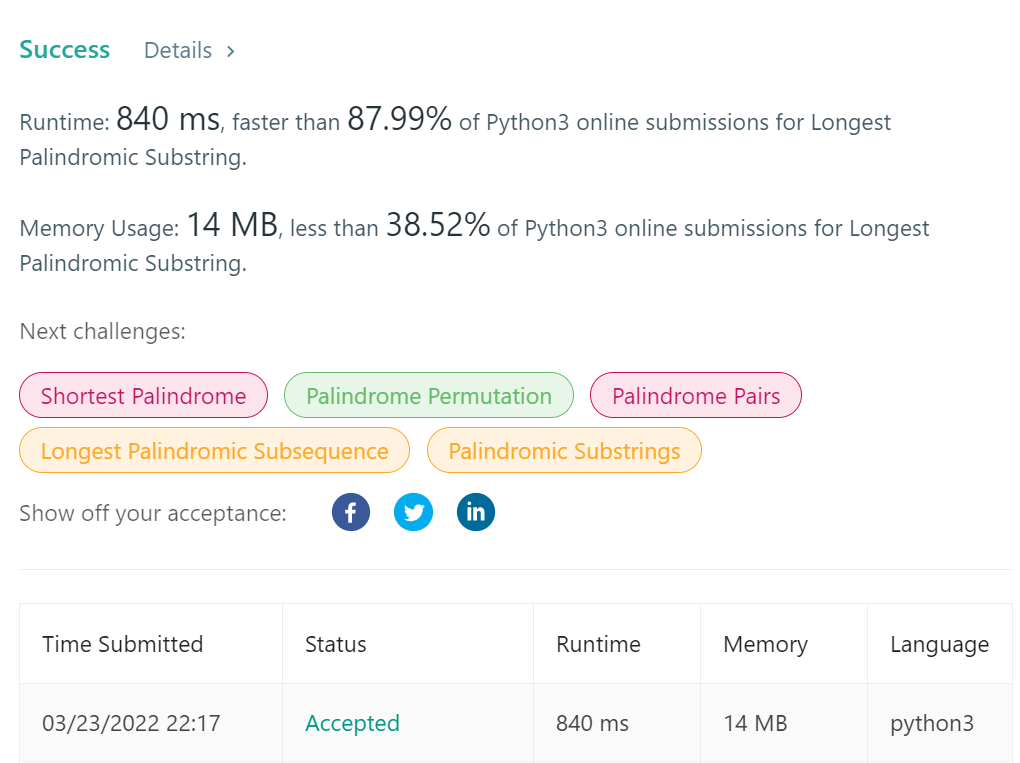 Success Details >
Runtime: 840 ms, faster than 87.99% of Python3 online submissions for Longest
Palindromic Substring.
Memory Usage: 14 MB, less than 38.52% of Python3 online submissions for Longest
Palindromic Substring.
Next challenges:
Shortest Palindrome Palindrome Permutation Palindrome Pairs
Longest Palindromic Subsequence Palindromic Substrings
Show off your acceptance: f in
Time Submitted Status Runtime Memory Language
03/23/2022 22:17 Accepted 840 ms 14 MB python3